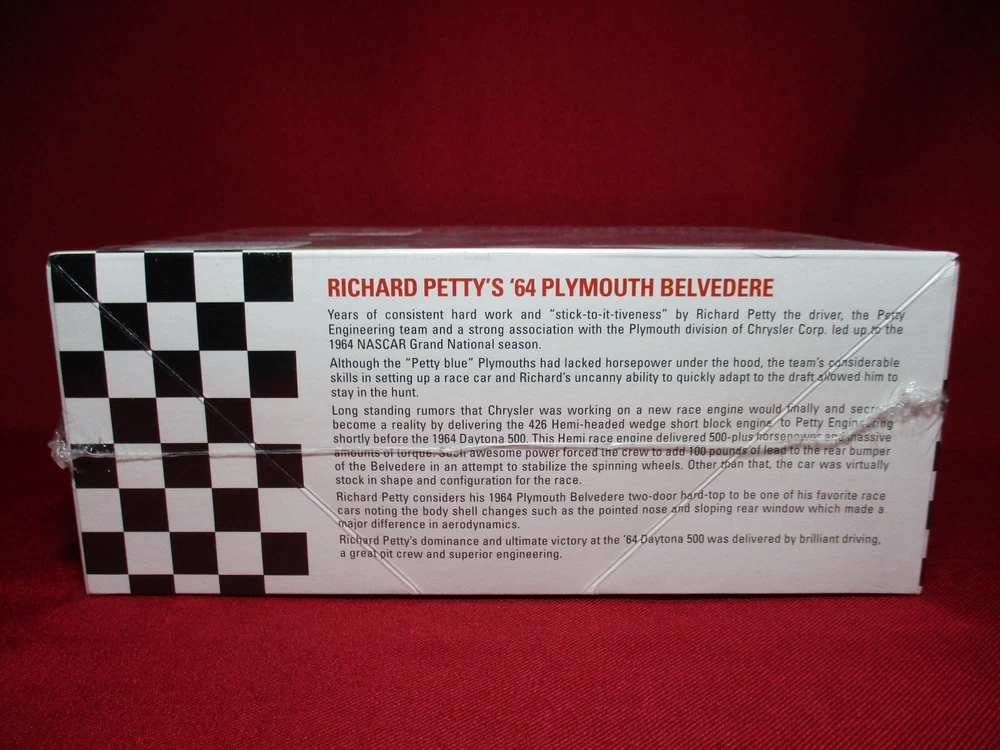 RICHARD PETTY'S '64 PLYMOUTH BELVEDERE
Years of consistent hard work and "stick-to-it-tiveness" by Richard Petty the driver, the Petty
Engineering team and a strong association with the Plymouth division of Chrysler Corp. led up to the
1964 NASCAR Grand National season.
Although the "Petty blue" Plymouths had lacked horsepower under the hood, the team's considerable
skills in setting up a race car and Richard's uncanny ability to quickly adapt to the draft allowed him to
stay in the hunt.
Long standing rumors that Chrysler was working on a new race engine would finally and
become a reality by delivering the 426 Hemi-headed wedge short block engine to Petty Engineering
shortly before the 1964 Daytona 500. This Hemi race engine delivered 500-plus horsepower and massive
amounts of torque. Such awesome power forced the crew to add 100 pounds of lead to the rear bumper
of the Belvedere in an attempt to stabilize the spinning wheels. Other than that, the car was virtually
stock in shape and configuration for the race.
Richard Petty considers his 1964 Plymouth Belvedere two-door hard-top to be one of his favorite race
cars noting the body shell changes such as the pointed nose and sloping rear window which made a
major difference in aerodynamics.
Richard Petty's dominance and ultimate victory at the '64 Daytona 500 was delivered by brilliant driving,
a great pit crew and superior engineering.